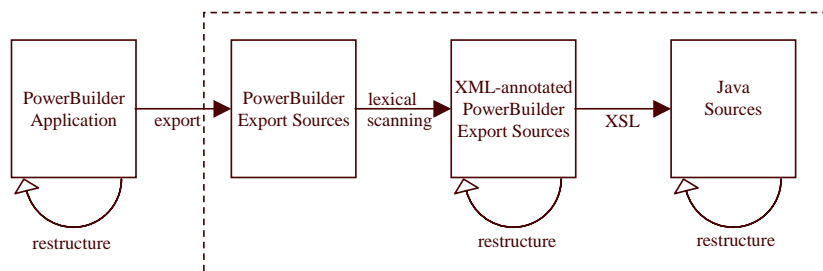 PowerBuilder
Application
export
PowerBuilder
Export Sources
lexical
scanning
XML-annotated
PowerBuilder
Export Sources
XSL
Java
Sources
restructure
restructure
restructure